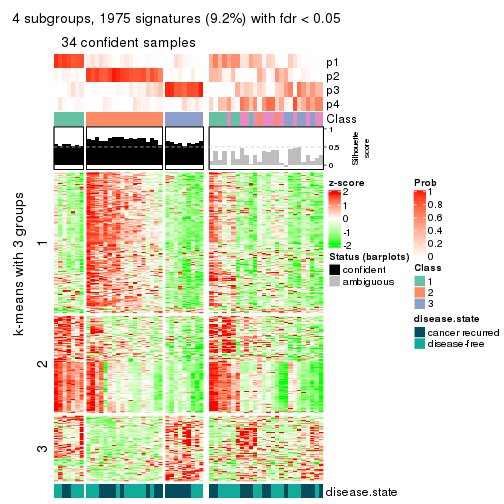 4 subgroups, 1975 signatures (9.2%) with fdr < 0.05
34 confident samples
p1
p2
p3
p4
Class
1
0.5
0
Silhouette
score
k-means with 3 groups
1
2
3
disease.state
z-score
2
1
0
-1
-2
Status (barplots)
confident
ambiguous
Prob
1
0.8
0.6
0.4
0.2
0
Class
1
2
3
disease.state
cancer recurred
disease-free